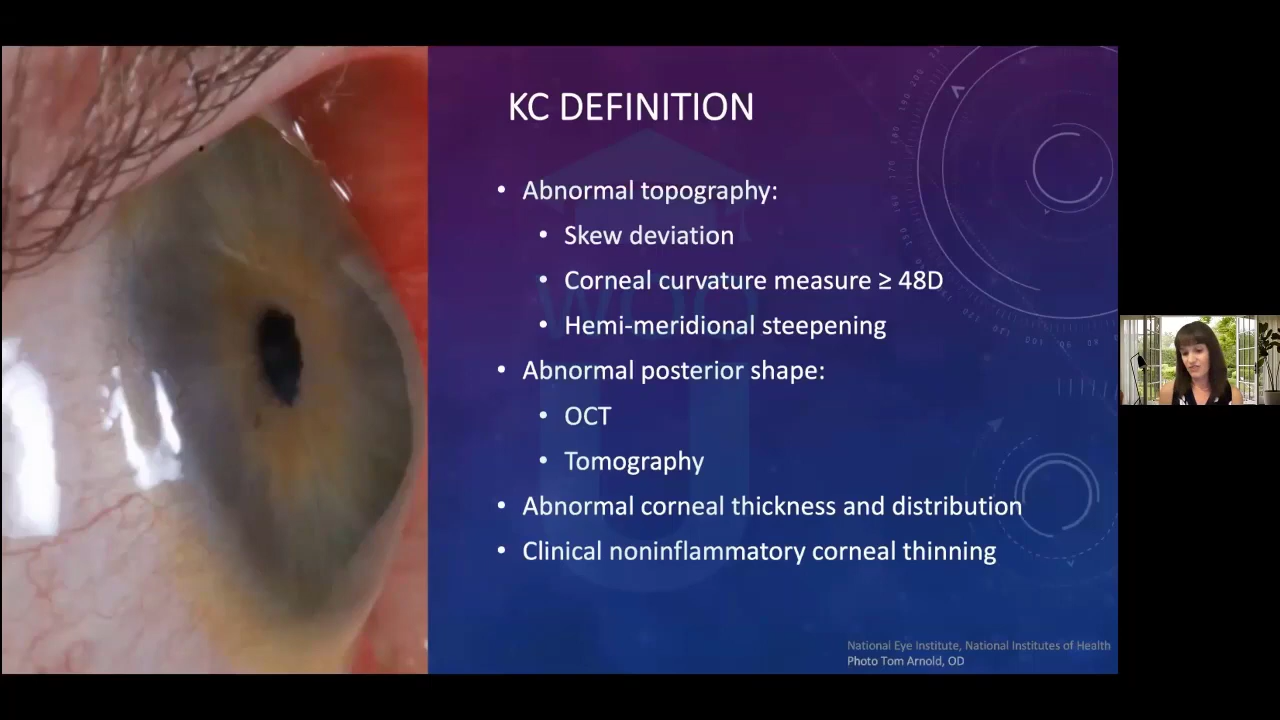 KC DEFINITION
• Abnormal topography:
• Skew deviation
• Corneal curvature measure ≥ 48D
• Hemi-meridional steepening
• Abnormal posterior shape:
• OCT
• Tomography
• Abnormal corneal thickness and distribution
• Clinical noninflammatory corneal thinning
National Eye Institute, National Institutes of Health
Photo Tom Arnold, OD